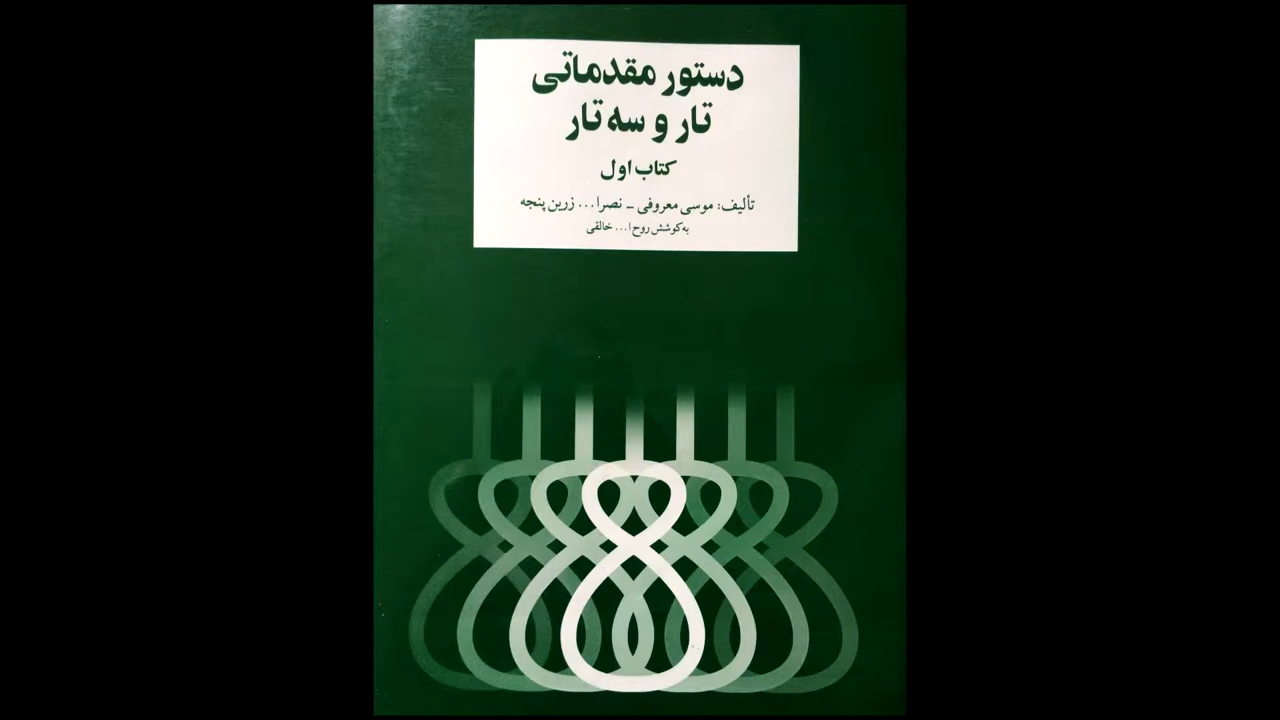 دستور مقدماتی
تار و سه تار
کتاب اول
تألیف: موسی معروفی ـ نصرا... زرین پنجه
به کوشش روح ا... خالقی